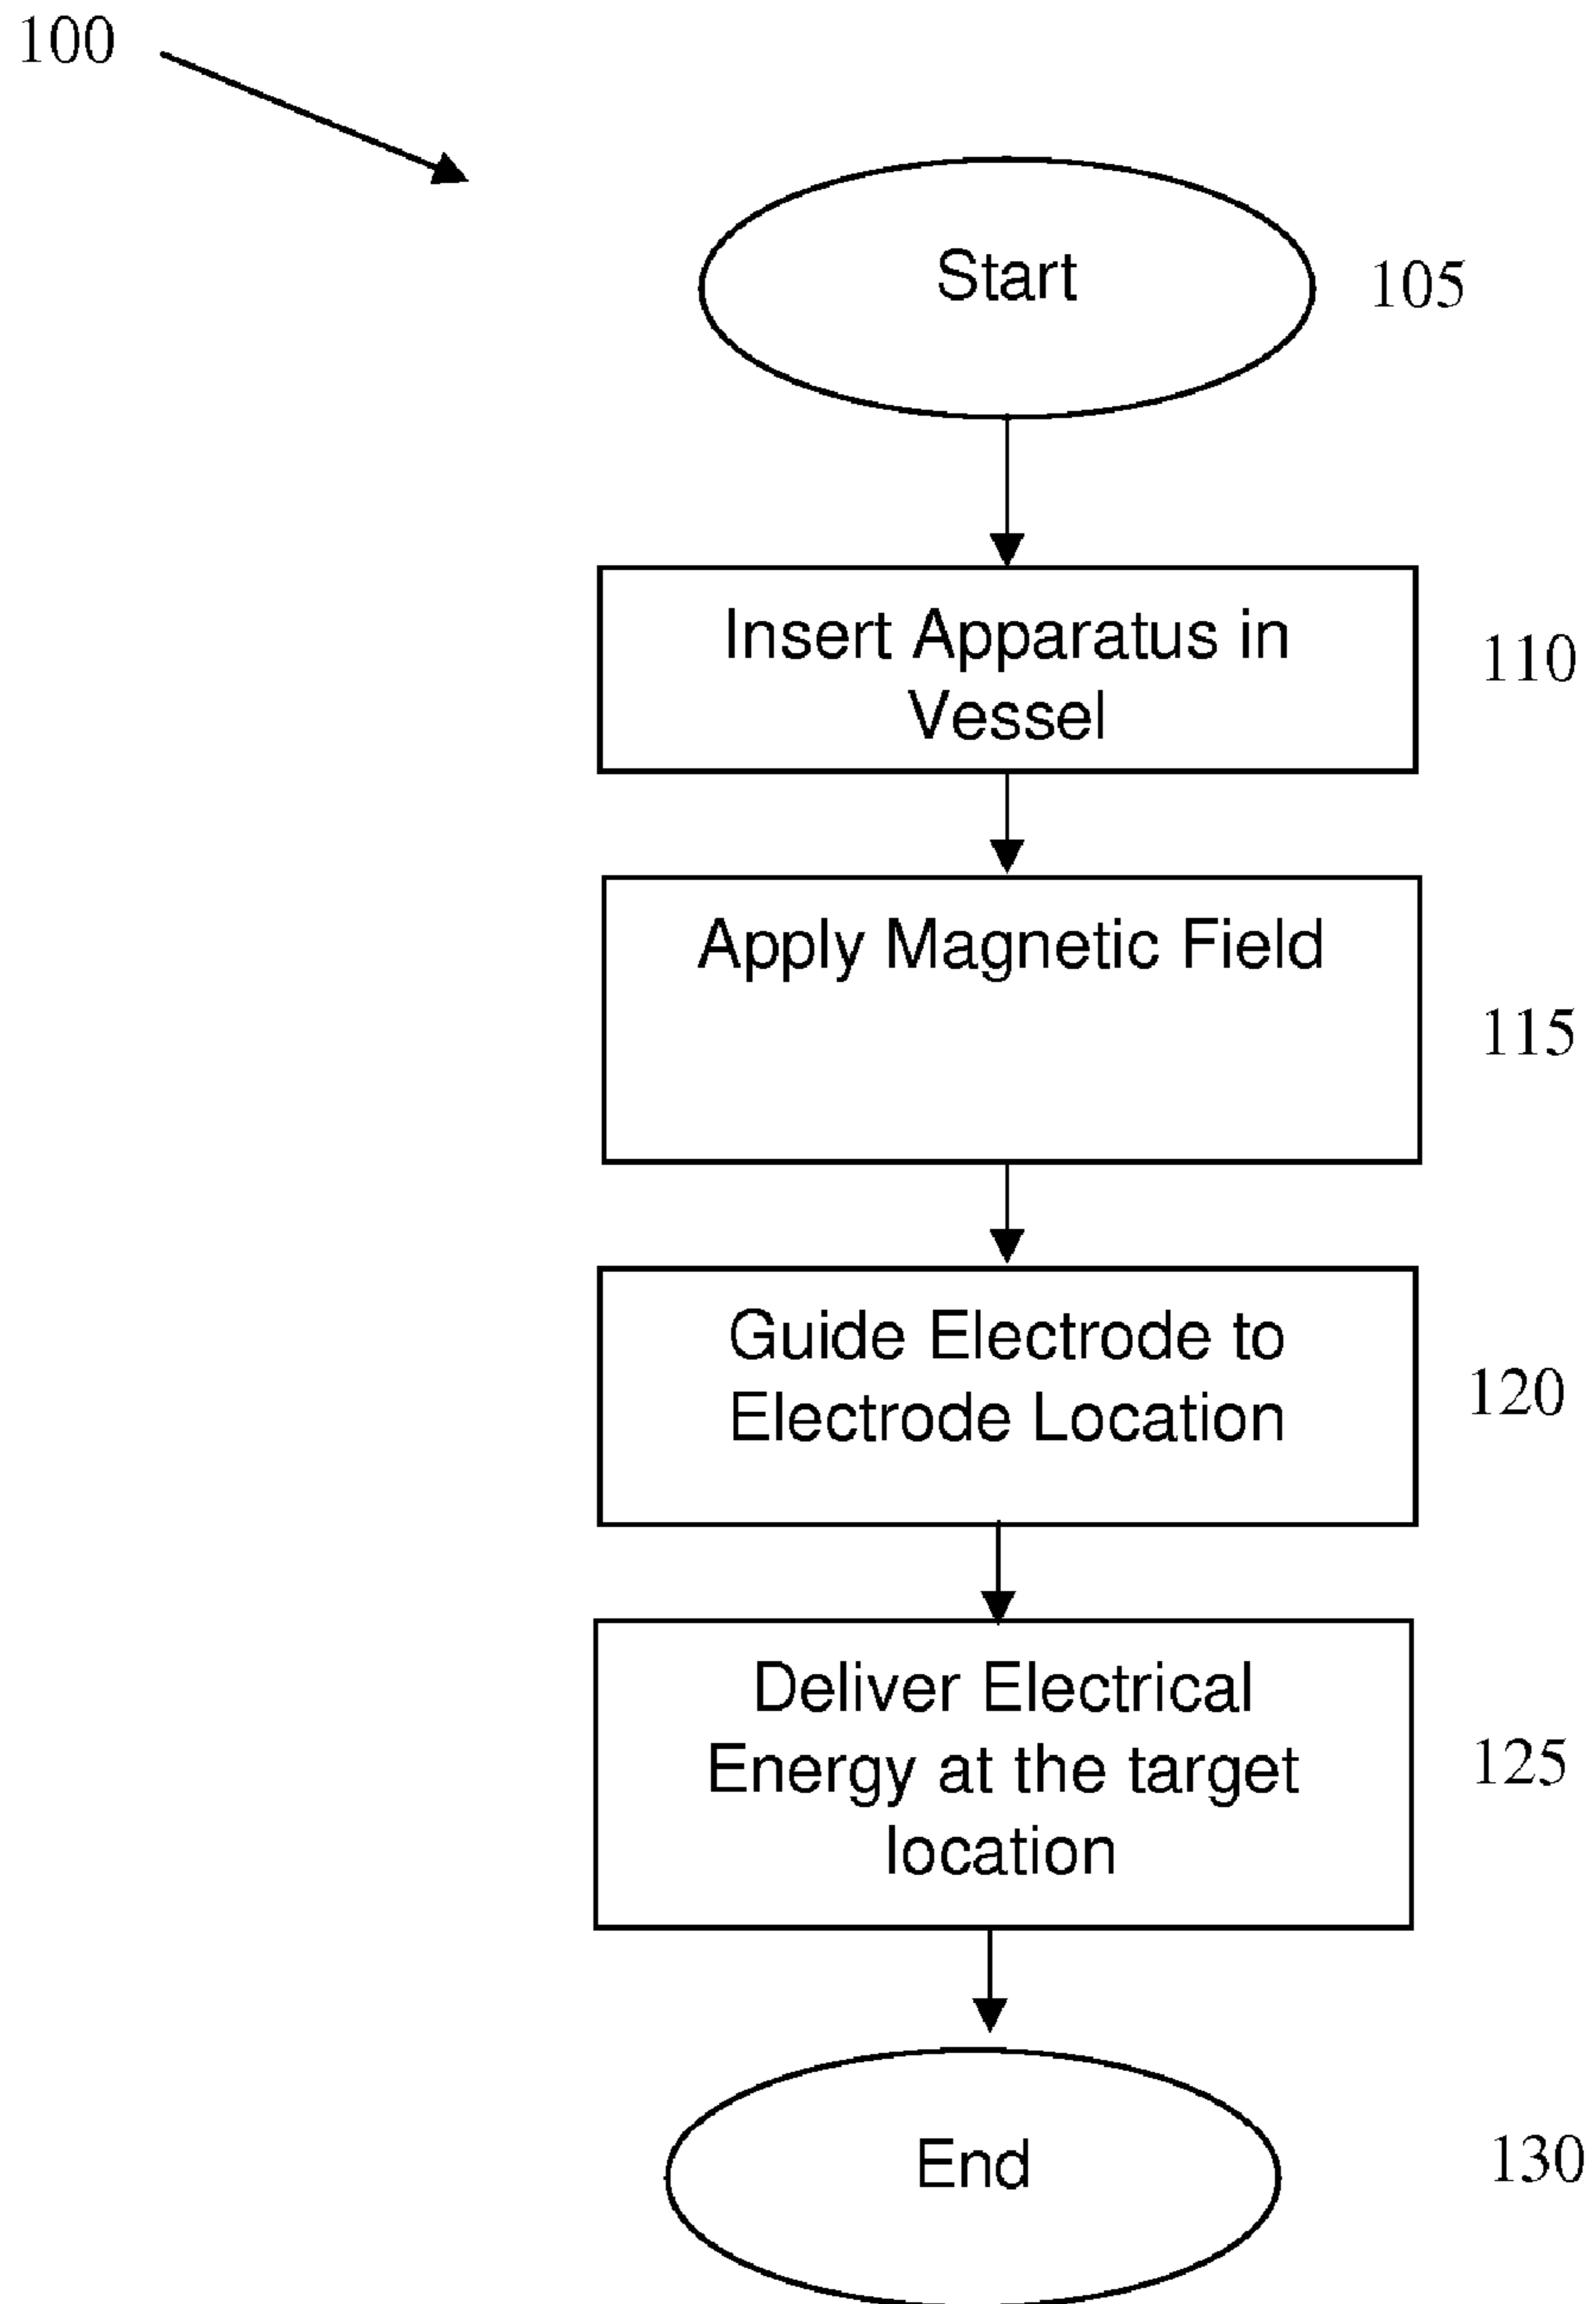 100
Start
105
Insert Apparatus in
Vessel
110
Apply Magnetic Field
115
Guide Electrode to
Electrode Location
120
Deliver Electrical
Energy at the target
location
125
End
130